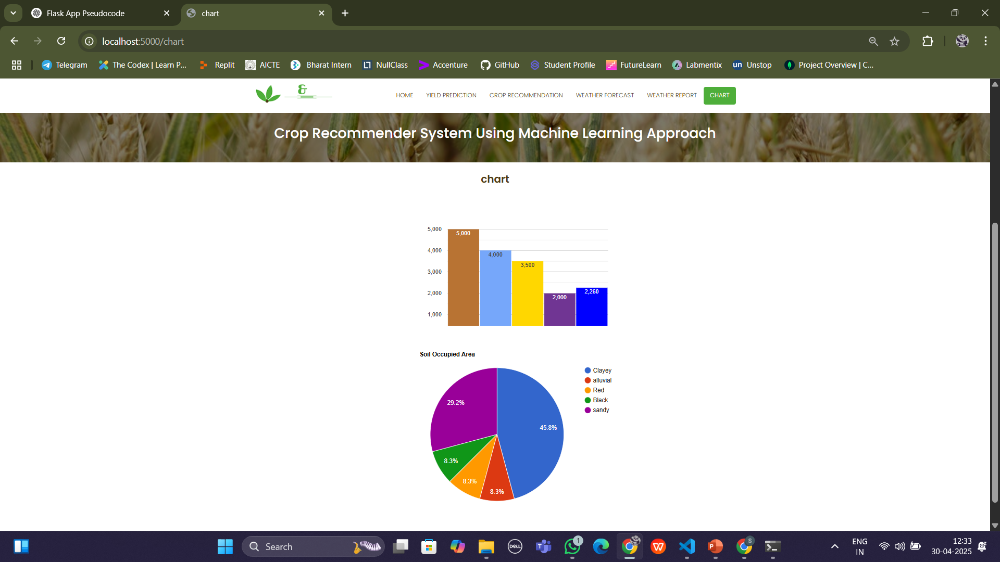 Flask App Pseudocode
chart
localhost:5000/chart
Telegram
The Codex | Learn P...
Replit
AICTE
Bharat Intern
NullClass
Accenture
GitHub
Student Profile
FutureLearn
Labmentix
un Unstop
Project Overview | C...
&
HOME
YIELD PREDICTION
CROP RECOMMENDATION
WEATHER FORECAST
WEATHER REPORT
CHART
Crop Recommender System Using Machine Learning Approach
chart
5,000
4,000
3,000
2,000
1,000
5,000
4,000
3,500
2,000
2,260
Soil Occupied Area
Clayey
alluvial
Red
Black
sandy
29.2%
45.8%
8.3%
8.3%
8.3%
Search
DELL
1
S
ENG
IN
12:33
30-04-2025